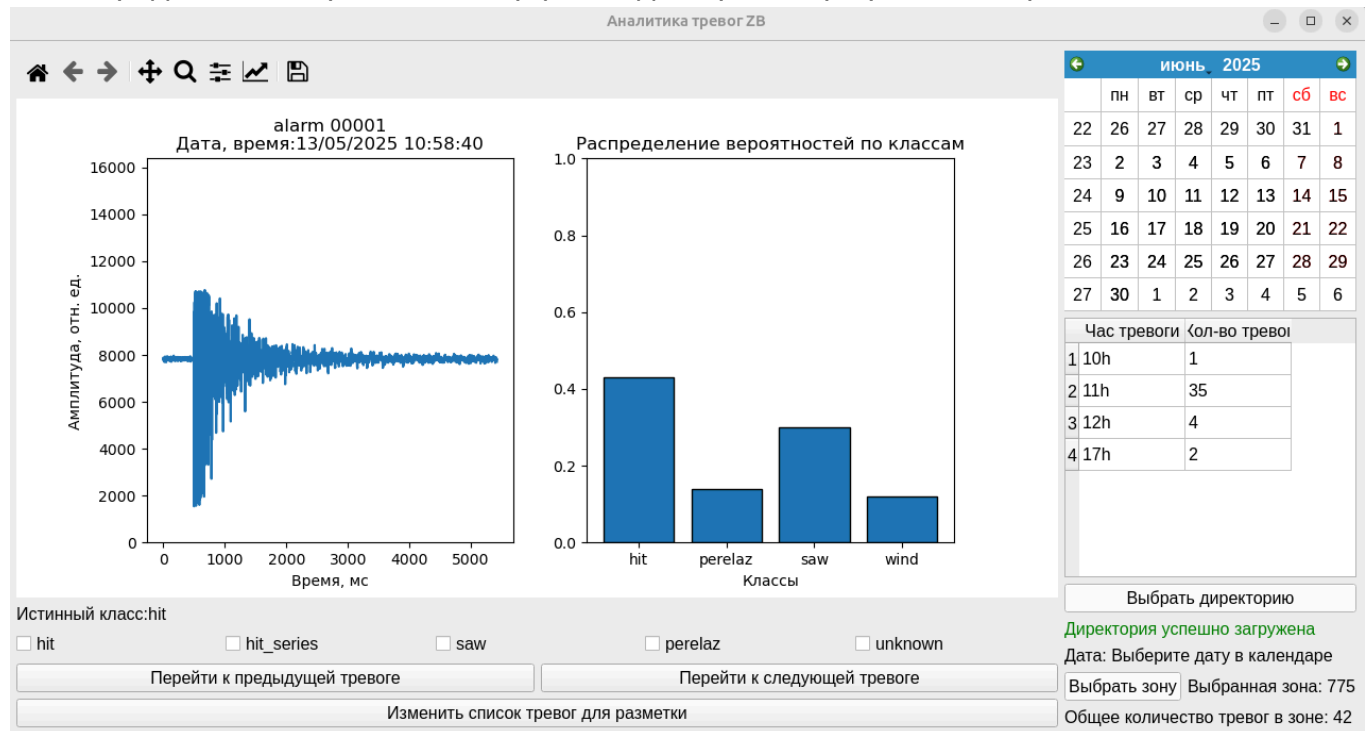 Аналитика тревог ZB
июнь 2025
пн вт ср чт пт сб вс
22 26 27 28 29 30 31 1
23 2 3 4 5 6 7 8
24 9 10 11 12 13 14 15
25 16 17 18 19 20 21 22
26 23 24 25 26 27 28 29
27 30 1 2 3 4 5 6
alarm 00001
Дата, время:13/05/2025 10:58:40
16000
14000
12000
10000
8000
6000
4000
2000
0
Амплитуда, отн. ед.
0 1000 2000 3000 4000 5000
Время, мс
Распределение вероятностей по классам
1.0
0.8
0.6
0.4
0.2
0.0
hit perelaz saw wind
Классы
Час тревоги Кол-во тревог
1 10h 1
2 11h 35
3 12h 4
4 17h 2
Выбрать директорию
Директория успешно загружена
Дата: Выберите дату в календаре
Выбрать зону Выбранная зона: 775
Общее количество тревог в зоне: 42
Истинный класс:hit
hit hit_series saw perelaz unknown
Перейти к предыдущей тревоге Перейти к следующей тревоге
Изменить список тревог для разметки